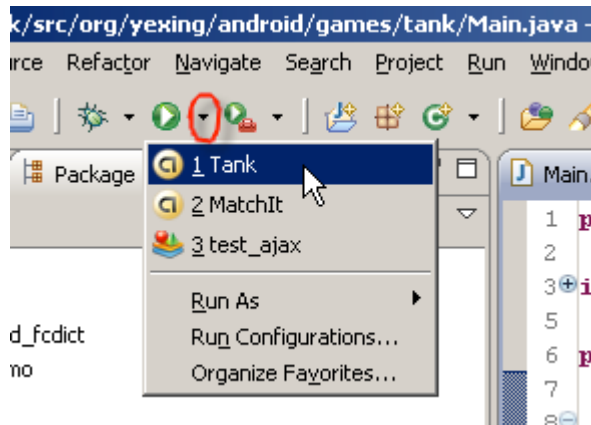 k/src/org/yexing/android/games/tank/Main.java -
rce Refactor Navigate Search Project Run Windo
Package
Main.
1 Tank
2 MatchIt
3 test_ajax
Run As
Run Configurations...
Organize Favorites...
d_fcdict
mo
1 p
2
3 i
5
6 p
7
8